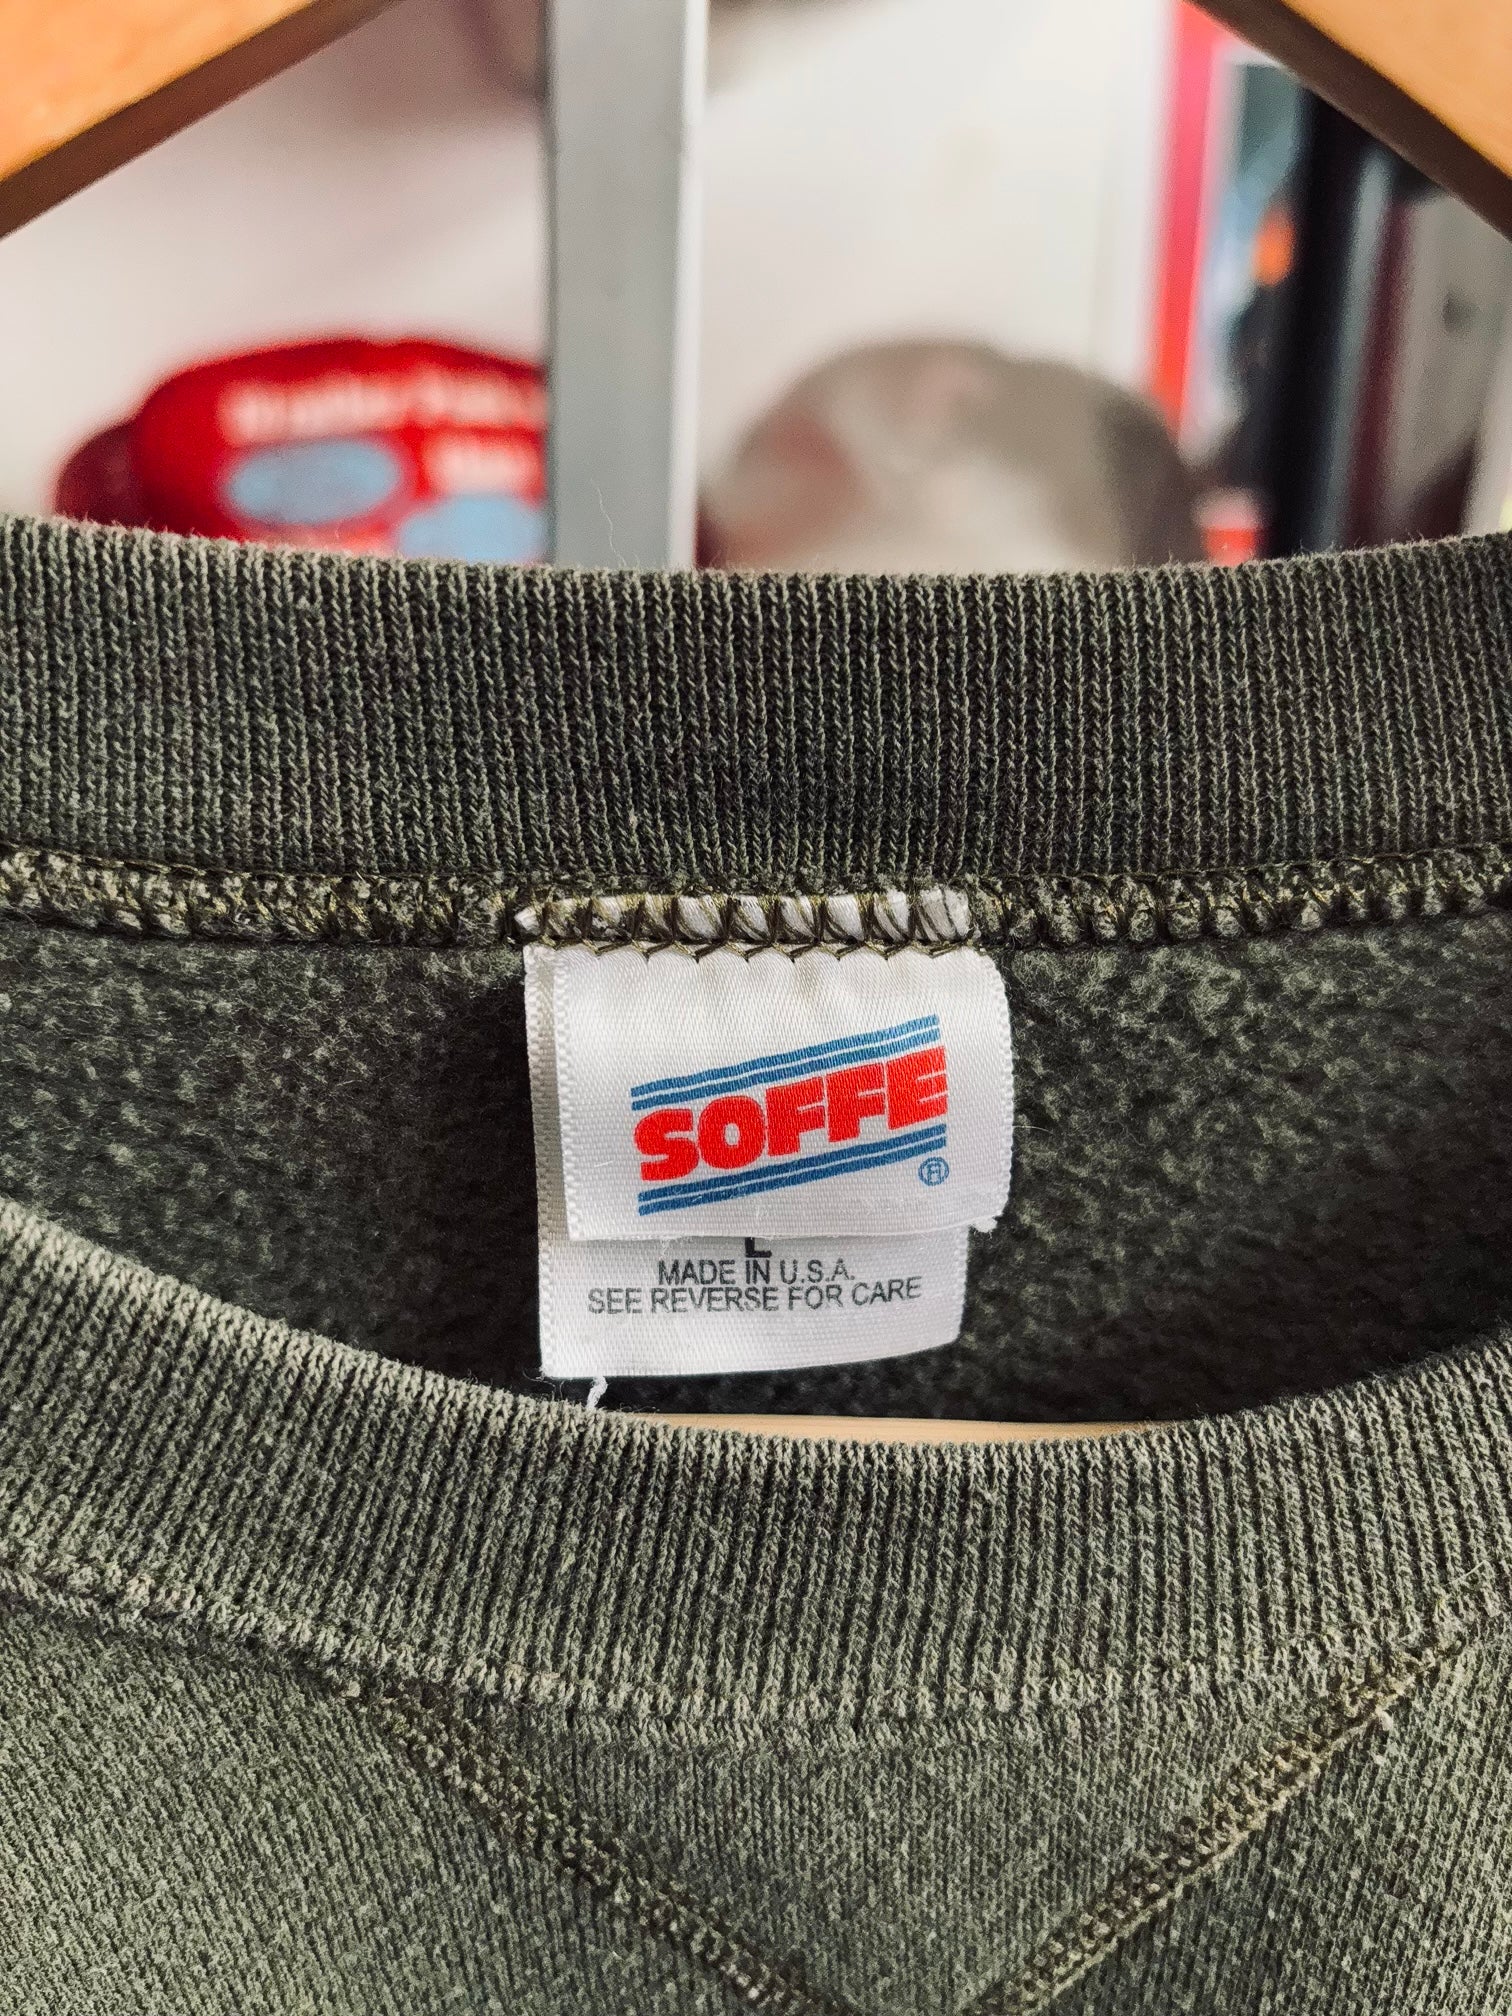 SOFFE
®
L
MADE IN U.S.A.
SEE REVERSE FOR CARE